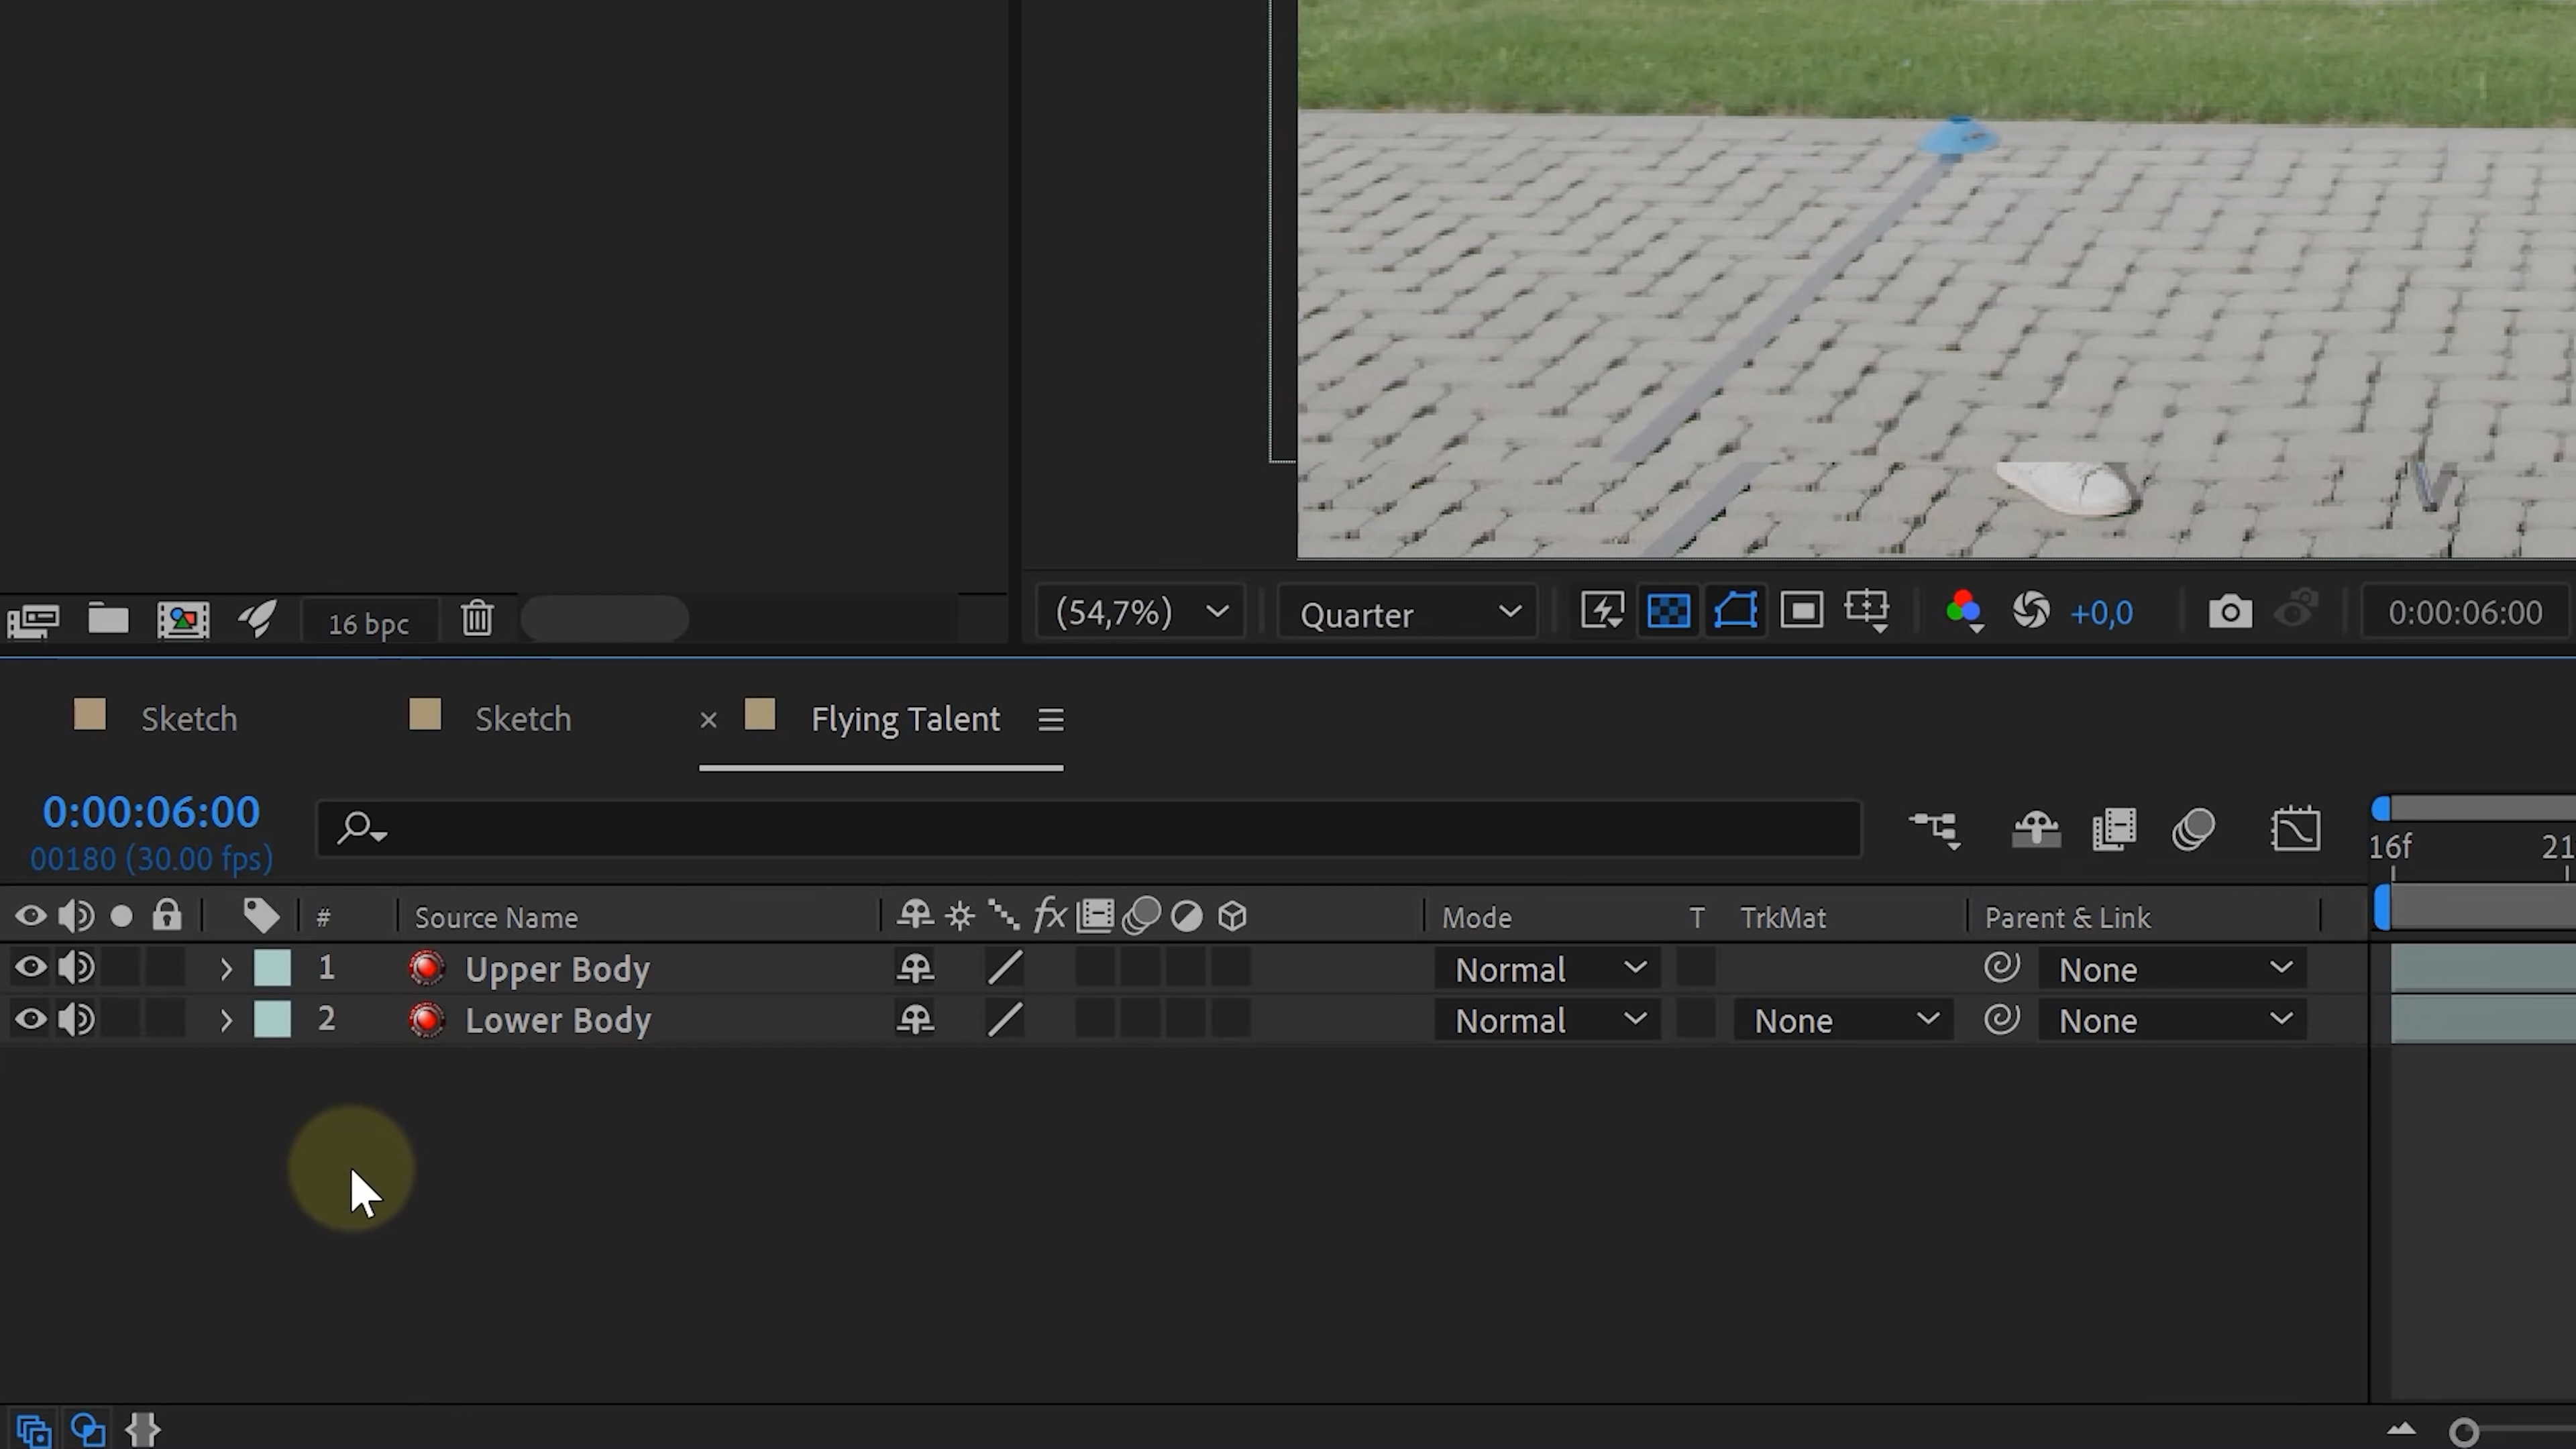 16 bpc
(54,7%)
Quarter
+0,0
0:00:06:00
Sketch
Sketch
× Flying Talent
0:00:06:00
00180 (30.00 fps)
16f
21
# Source Name
fx
Mode
T TrkMat
Parent & Link
1 Upper Body
Normal
None
2 Lower Body
Normal
None
None